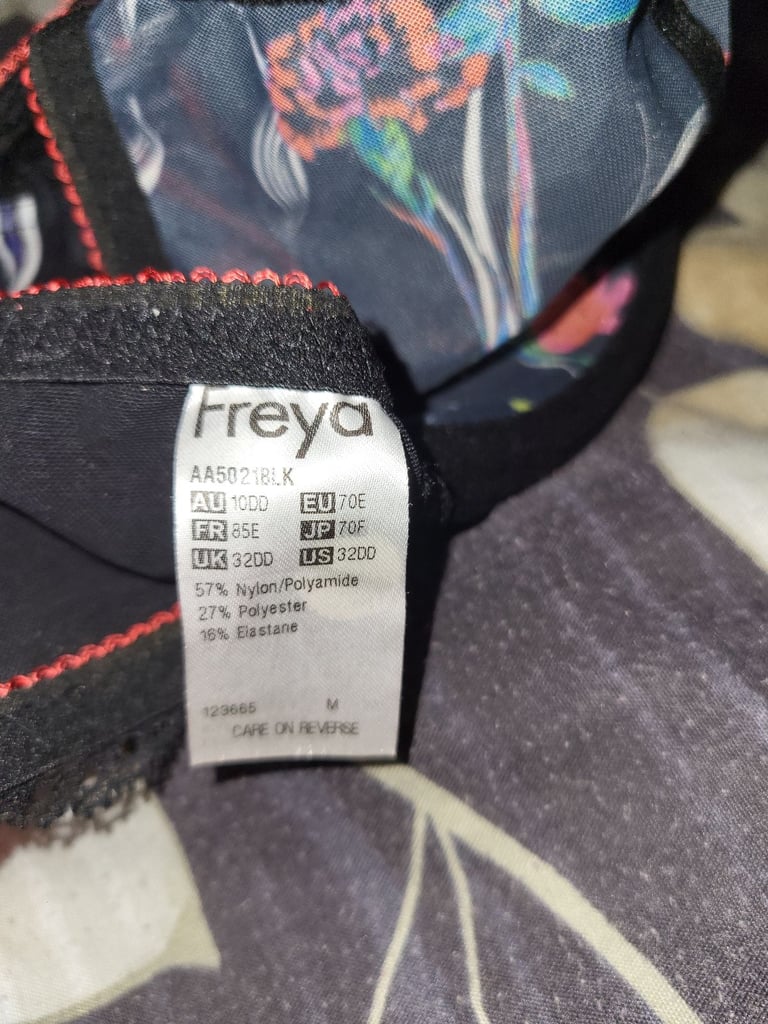 Freya
AA5021BLK
AU 10DD EU 70E
FR 85E JP 70F
UK 32DD US 32DD
57% Nylon/Polyamide
27% Polyester
16% Elastane
123665 M
CARE ON REVERSE